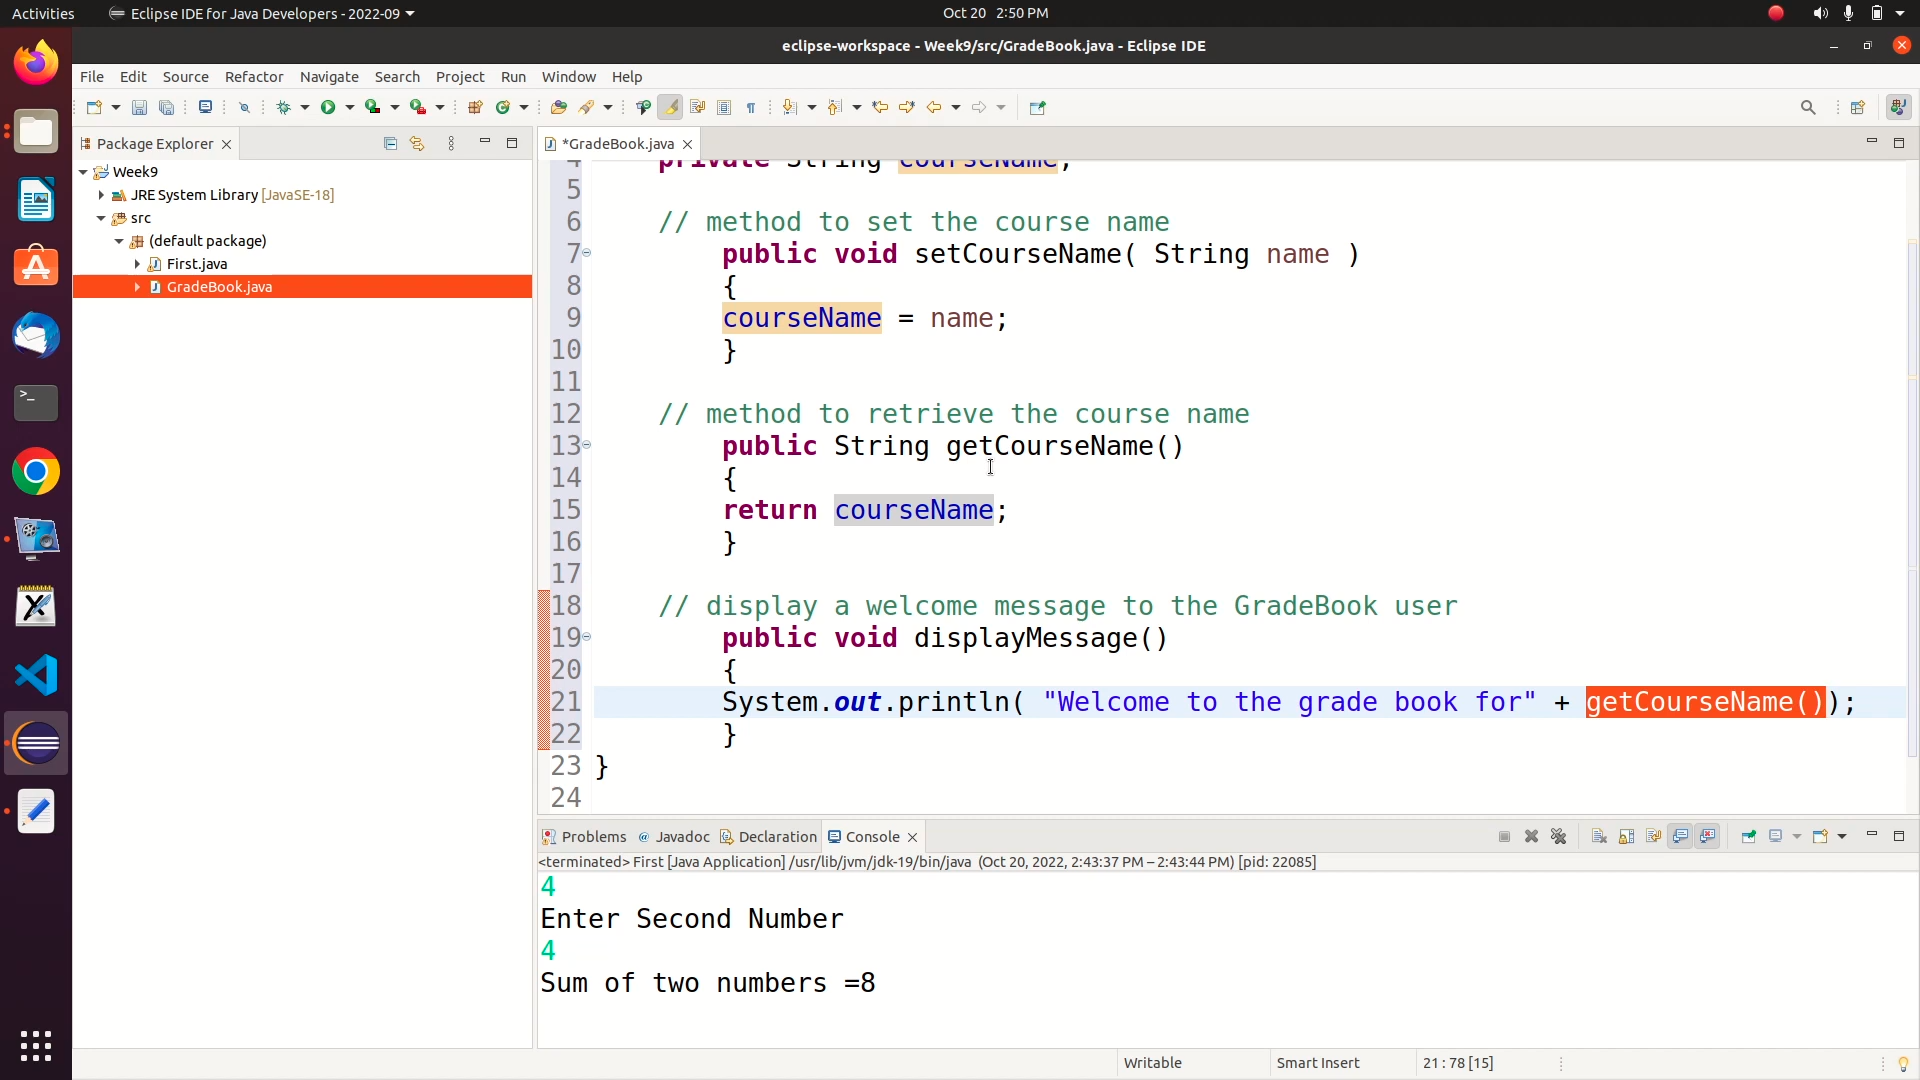 Activities Eclipse IDE for Java Developers - 2022-09 Oct 20 2:50 PM
eclipse-workspace - Week9/src/GradeBook.java - Eclipse IDE
File Edit Source Refactor Navigate Search Project Run Window Help
Package Explorer
Week9
JRE System Library [JavaSE-18]
src
(default package)
First.java
GradeBook.java
*GradeBook.java
4 private String courseName;
5
6 // method to set the course name
7 public void setCourseName( String name )
8 {
9 courseName = name;
10 }
11
12 // method to retrieve the course name
13 public String getCourseName()
14 {
15 return courseName;
16 }
17
18 // display a welcome message to the GradeBook user
19 public void displayMessage()
20 {
21 System.out.println( "Welcome to the grade book for" + getCourseName());
22 }
23 }
24
Problems Javadoc Declaration Console
<terminated> First [Java Application] /usr/lib/jvm/jdk-19/bin/java (Oct 20, 2022, 2:43:37 PM – 2:43:44 PM) [pid: 22085]
4
Enter Second Number
4
Sum of two numbers =8
Writable Smart Insert 21 : 78 [15]